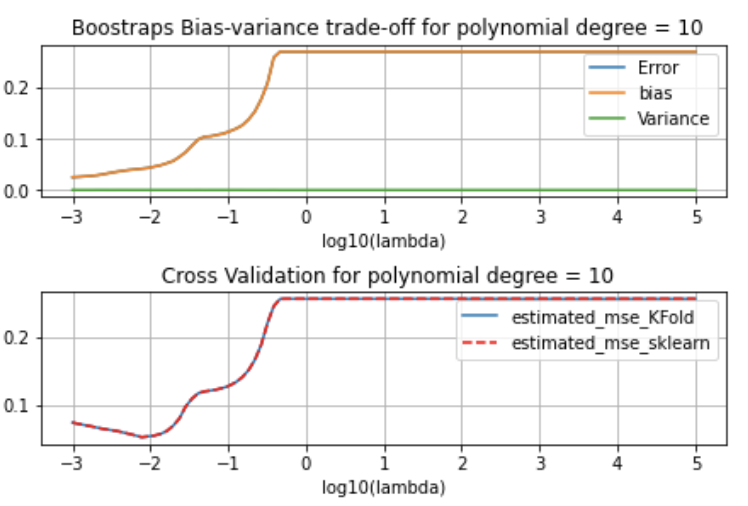 Boostraps Bias-variance trade-off for polynomial degree = 10
Error
bias
Variance
0.2
0.1
0.0
−3 −2 −1 0 1 2 3 4 5
log10(lambda)
Cross Validation for polynomial degree = 10
estimated_mse_KFold
estimated_mse_sklearn
0.2
0.1
−3 −2 −1 0 1 2 3 4 5
log10(lambda)